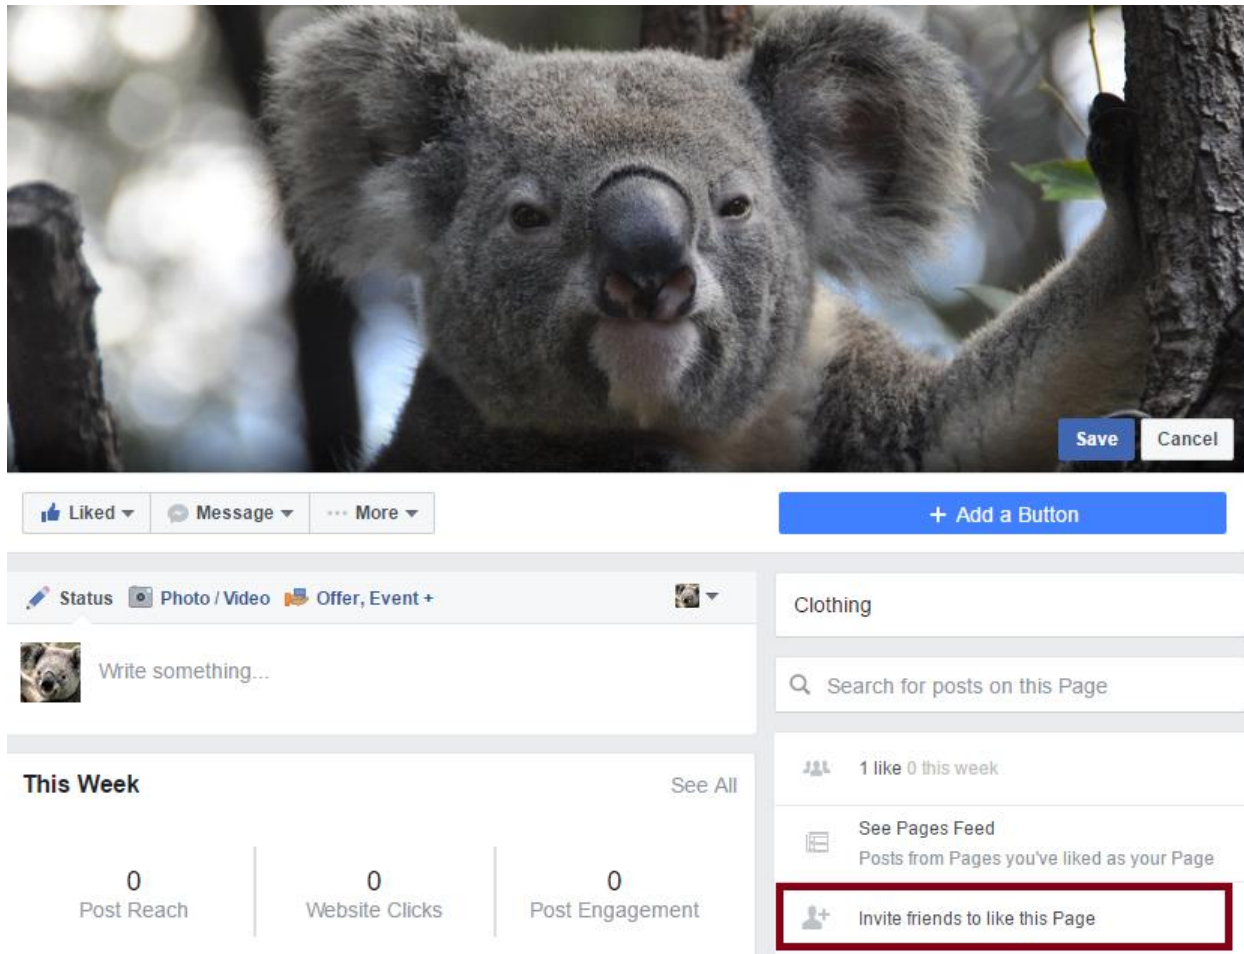 Save Cancel
Liked Message ··· More
+ Add a Button
Status Photo / Video Offer, Event +
Write something...
Clothing
Search for posts on this Page
This Week See All
0 0 0
Post Reach Website Clicks Post Engagement
1 like 0 this week
See Pages Feed
Posts from Pages you've liked as your Page
Invite friends to like this Page